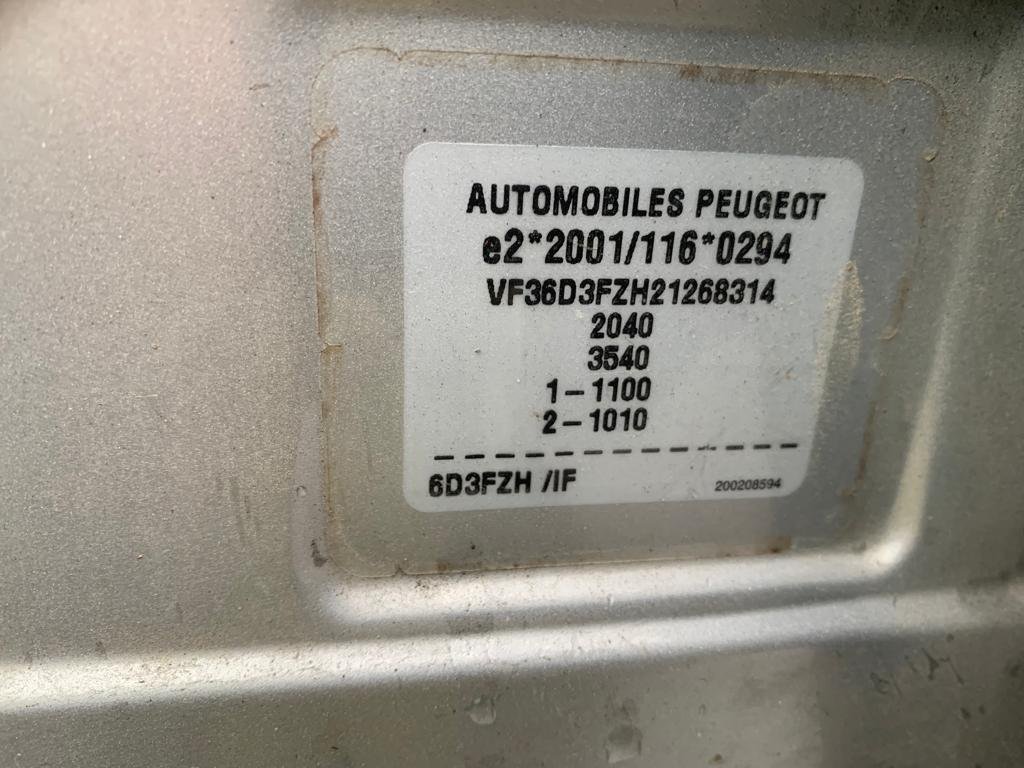 AUTOMOBILES PEUGEOT
e2*2001/116*0294
VF36D3FZH21268314
2040
3540
1-1100
2-1010
6D3FZH /IF
200208594